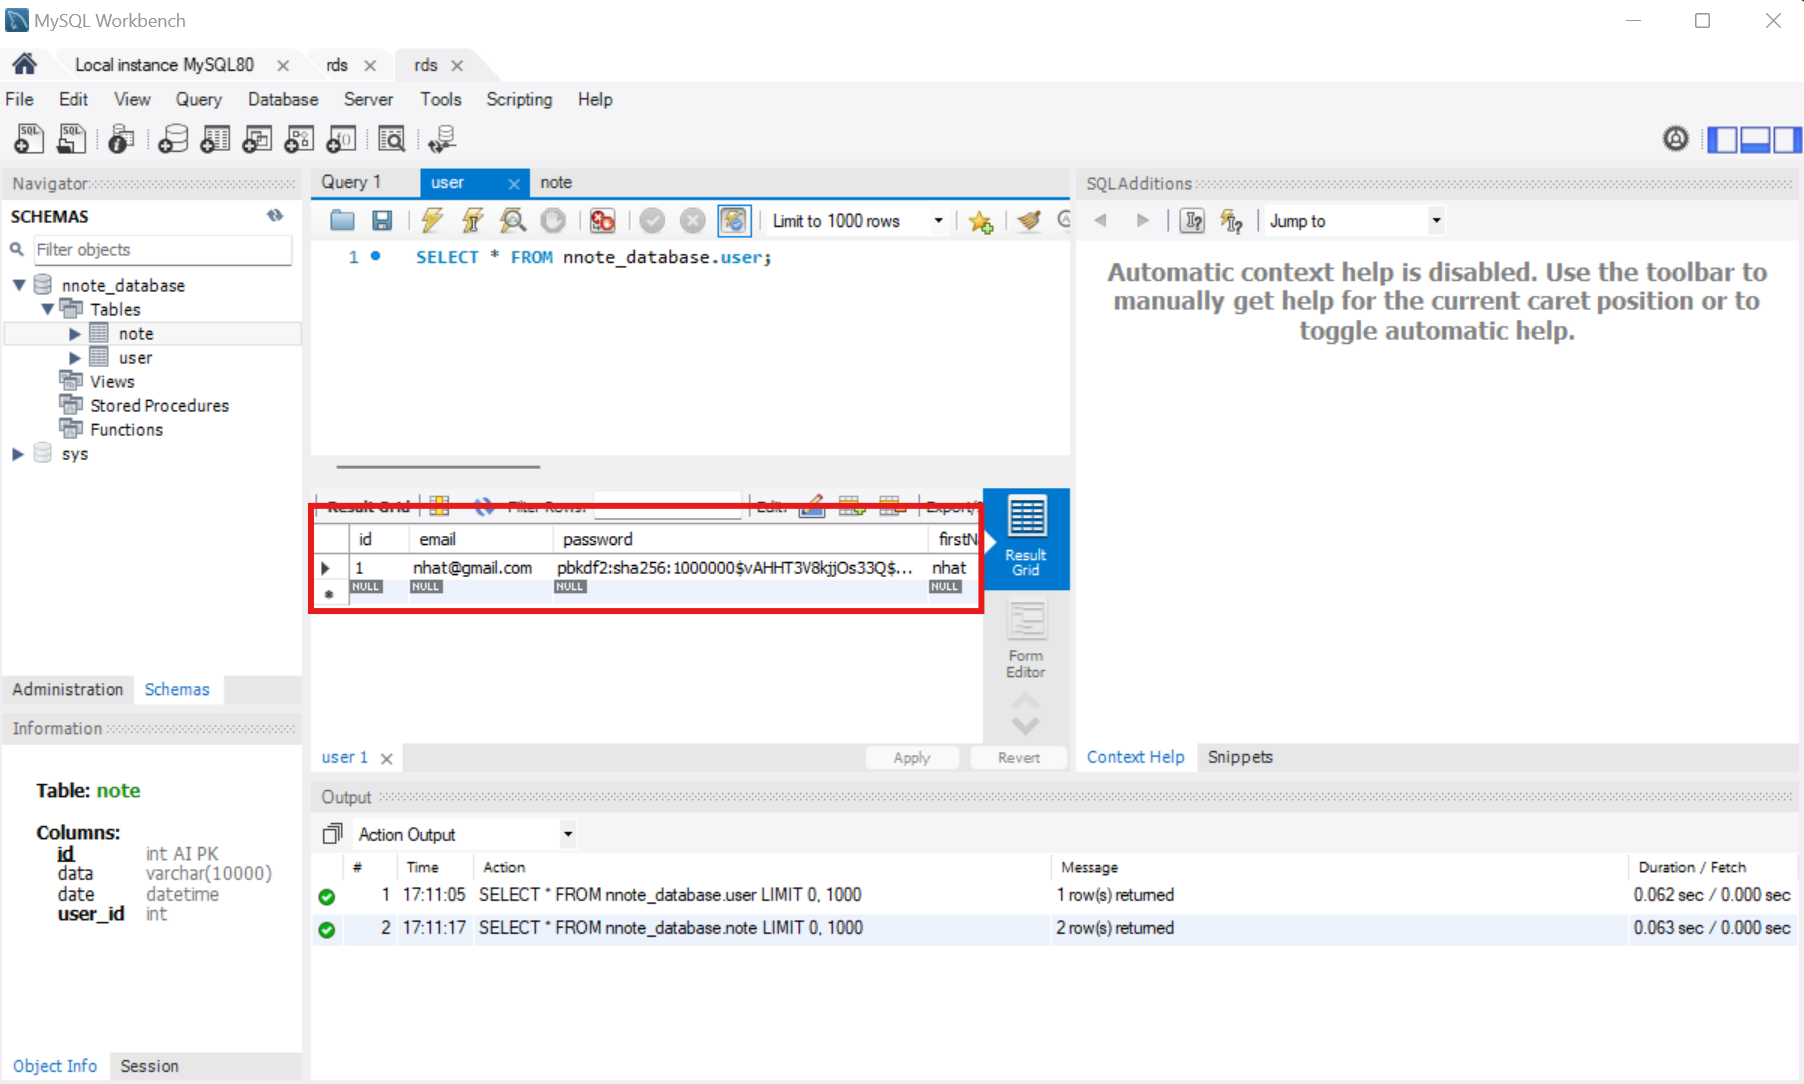 MySQL Workbench
Local instance MySQL80 rds rds
File Edit View Query Database Server Tools Scripting Help
Navigator
SCHEMAS
Filter objects
nnote_database
Tables
note
user
Views
Stored Procedures
Functions
sys
Administration Schemas
Information
Table: note
Columns:
id int AI PK
data varchar(10000)
date datetime
user_id int
Object Info Session
Query 1 user note
Limit to 1000 rows
1 SELECT * FROM nnote_database.user;
Result Grid Filter Rows: Edit: Export/
id email password firstN
1 nhat@gmail.com pbkdf2:sha256:1000000$vAHHT3V8kjjOs33Q$... nhat
NULL NULL NULL NULL
Result
Grid
Form
Editor
user 1 Apply Revert
SQLAdditions
Jump to
Automatic context help is disabled. Use the toolbar to
manually get help for the current caret position or to
toggle automatic help.
Context Help Snippets
Output
Action Output
# Time Action Message Duration / Fetch
1 17:11:05 SELECT * FROM nnote_database.user LIMIT 0, 1000 1 row(s) returned 0.062 sec / 0.000 sec
2 17:11:17 SELECT * FROM nnote_database.note LIMIT 0, 1000 2 row(s) returned 0.063 sec / 0.000 sec